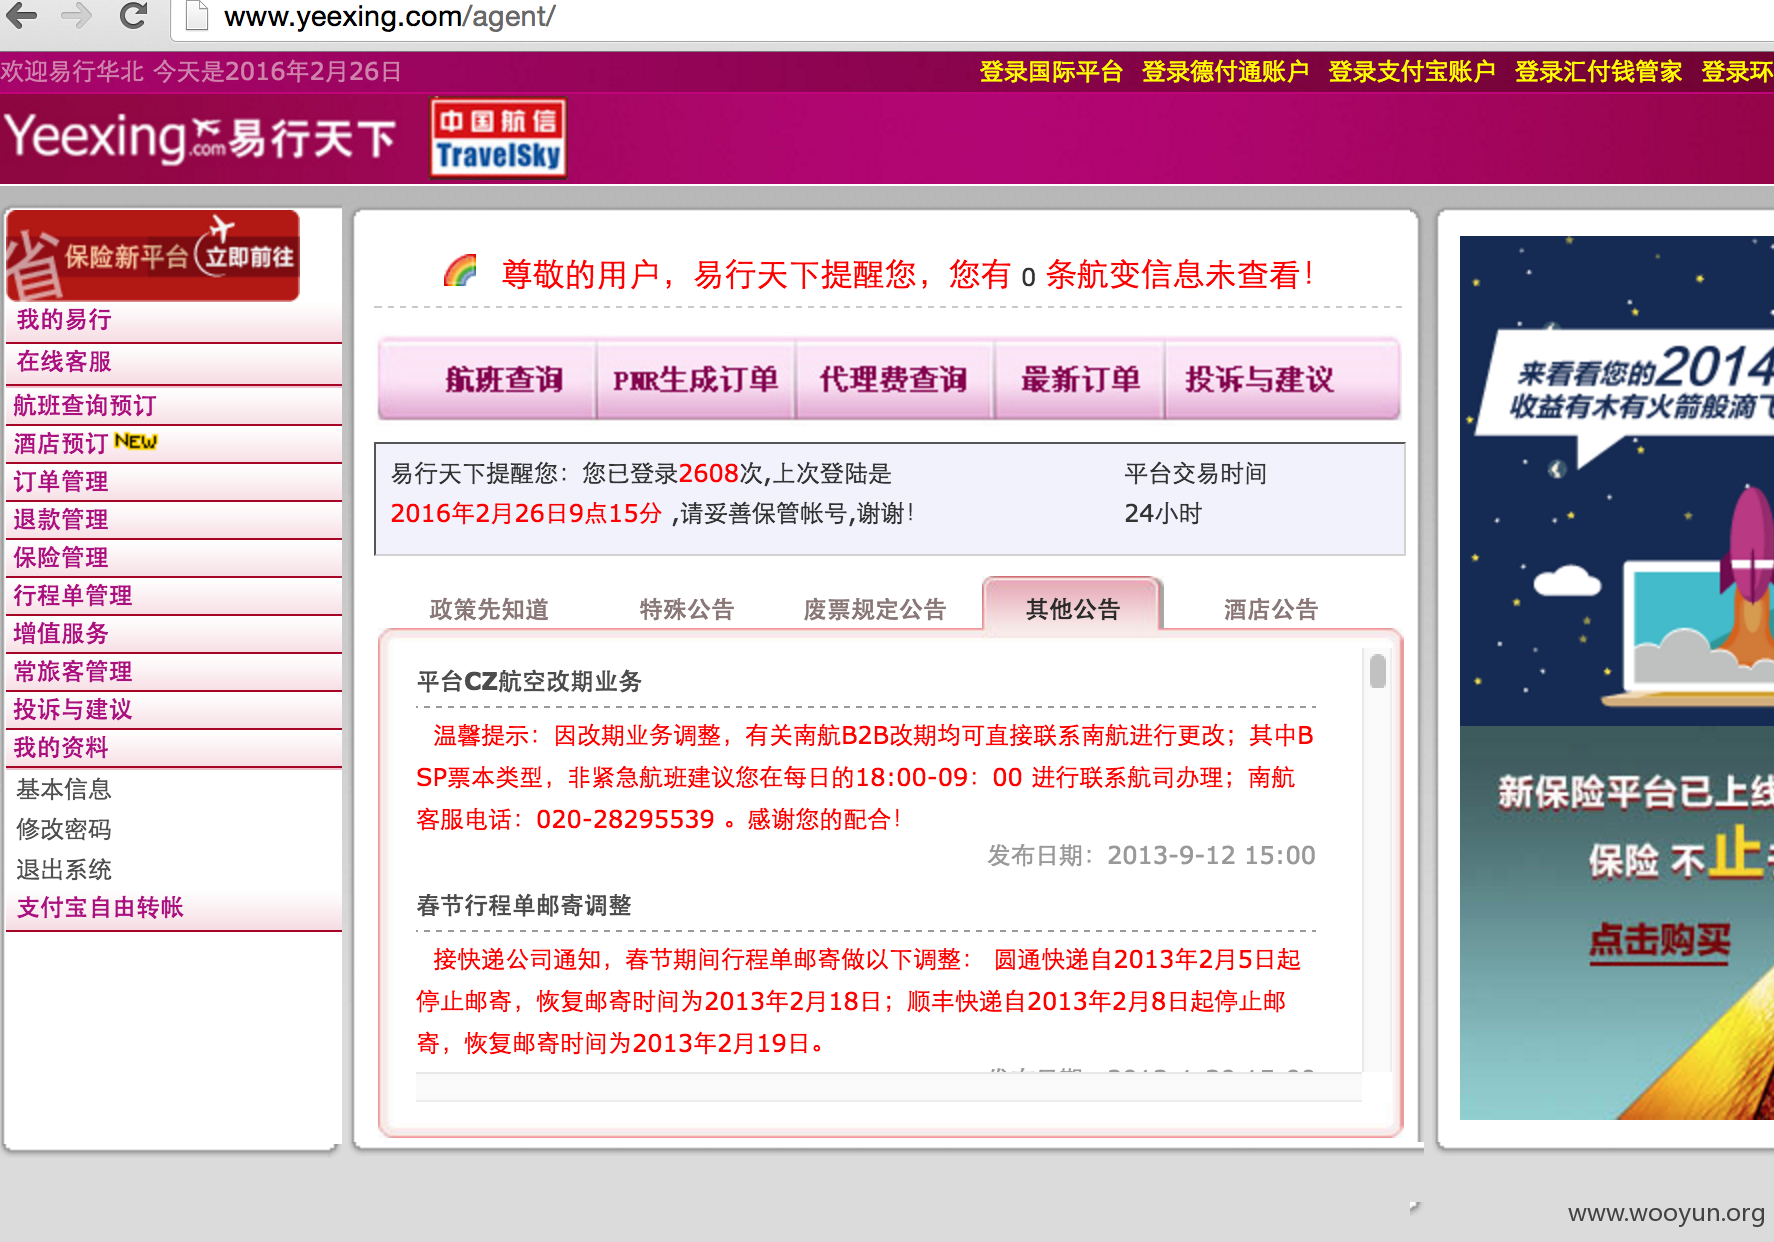 www.yeexing.com/agent/
欢迎易行华北 今天是2016年2月26日
登录国际平台 登录德付通账户 登录支付宝账户 登录汇付钱管家 登录环
Yeexing.com易行天下
中国航信
TravelSky
省 保险新平台 立即前往
我的易行
在线客服
航班查询预订
酒店预订 NEW
订单管理
退款管理
保险管理
行程单管理
增值服务
常旅客管理
投诉与建议
我的资料
基本信息
修改密码
退出系统
支付宝自由转帐
尊敬的用户，易行天下提醒您，您有 0 条航变信息未查看！
航班查询 PNR生成订单 代理费查询 最新订单 投诉与建议
易行天下提醒您：您已登录2608次,上次登陆是
2016年2月26日9点15分 ,请妥善保管帐号,谢谢！
平台交易时间
24小时
政策先知道 特殊公告 废票规定公告 其他公告 酒店公告
平台CZ航空改期业务
温馨提示：因改期业务调整，有关南航B2B改期均可直接联系南航进行更改；其中B
SP票本类型，非紧急航班建议您在每日的18:00-09：00 进行联系航司办理；南航
客服电话：020-28295539 。感谢您的配合！
发布日期：2013-9-12 15:00
春节行程单邮寄调整
接快递公司通知，春节期间行程单邮寄做以下调整： 圆通快递自2013年2月5日起
停止邮寄，恢复邮寄时间为2013年2月18日；顺丰快递自2013年2月8日起停止邮
寄，恢复邮寄时间为2013年2月19日。
来看看您的2014
收益有木有火箭般滴飞
新保险平台已上线
保险 不止
点击购买
www.wooyun.org